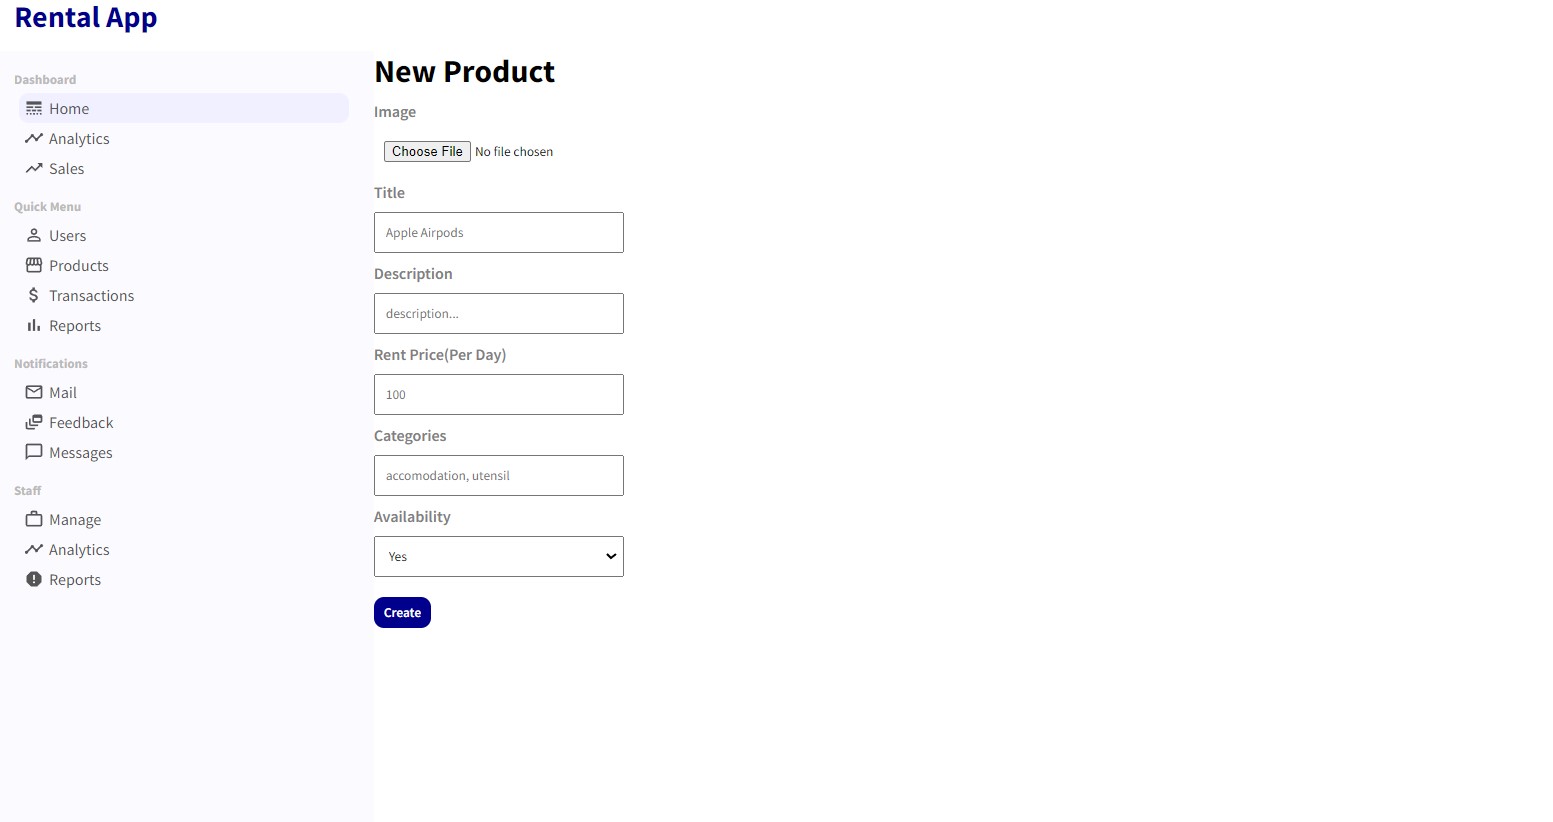 Rental App
Dashboard
Home
Analytics
Sales
Quick Menu
Users
Products
Transactions
Reports
Notifications
Mail
Feedback
Messages
Staff
Manage
Analytics
Reports
New Product
Image
Choose File No file chosen
Title
Apple Airpods
Description
description...
Rent Price(Per Day)
100
Categories
accomodation, utensil
Availability
Yes
Create